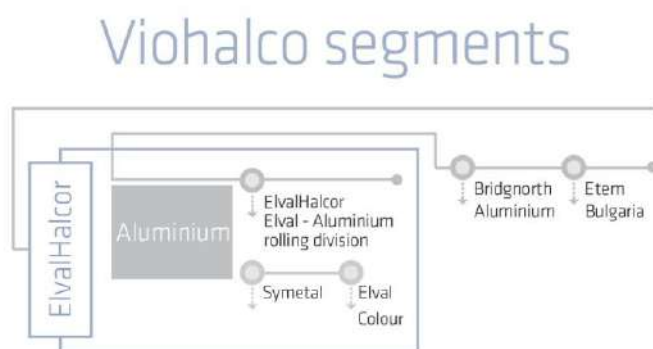 Viohalco segments
ElvalHalcor
Aluminium
ElvalHalcor
Elval - Aluminium
rolling division
Symetal
Elval
Colour
Bridgnorth
Aluminium
Etem
Bulgaria